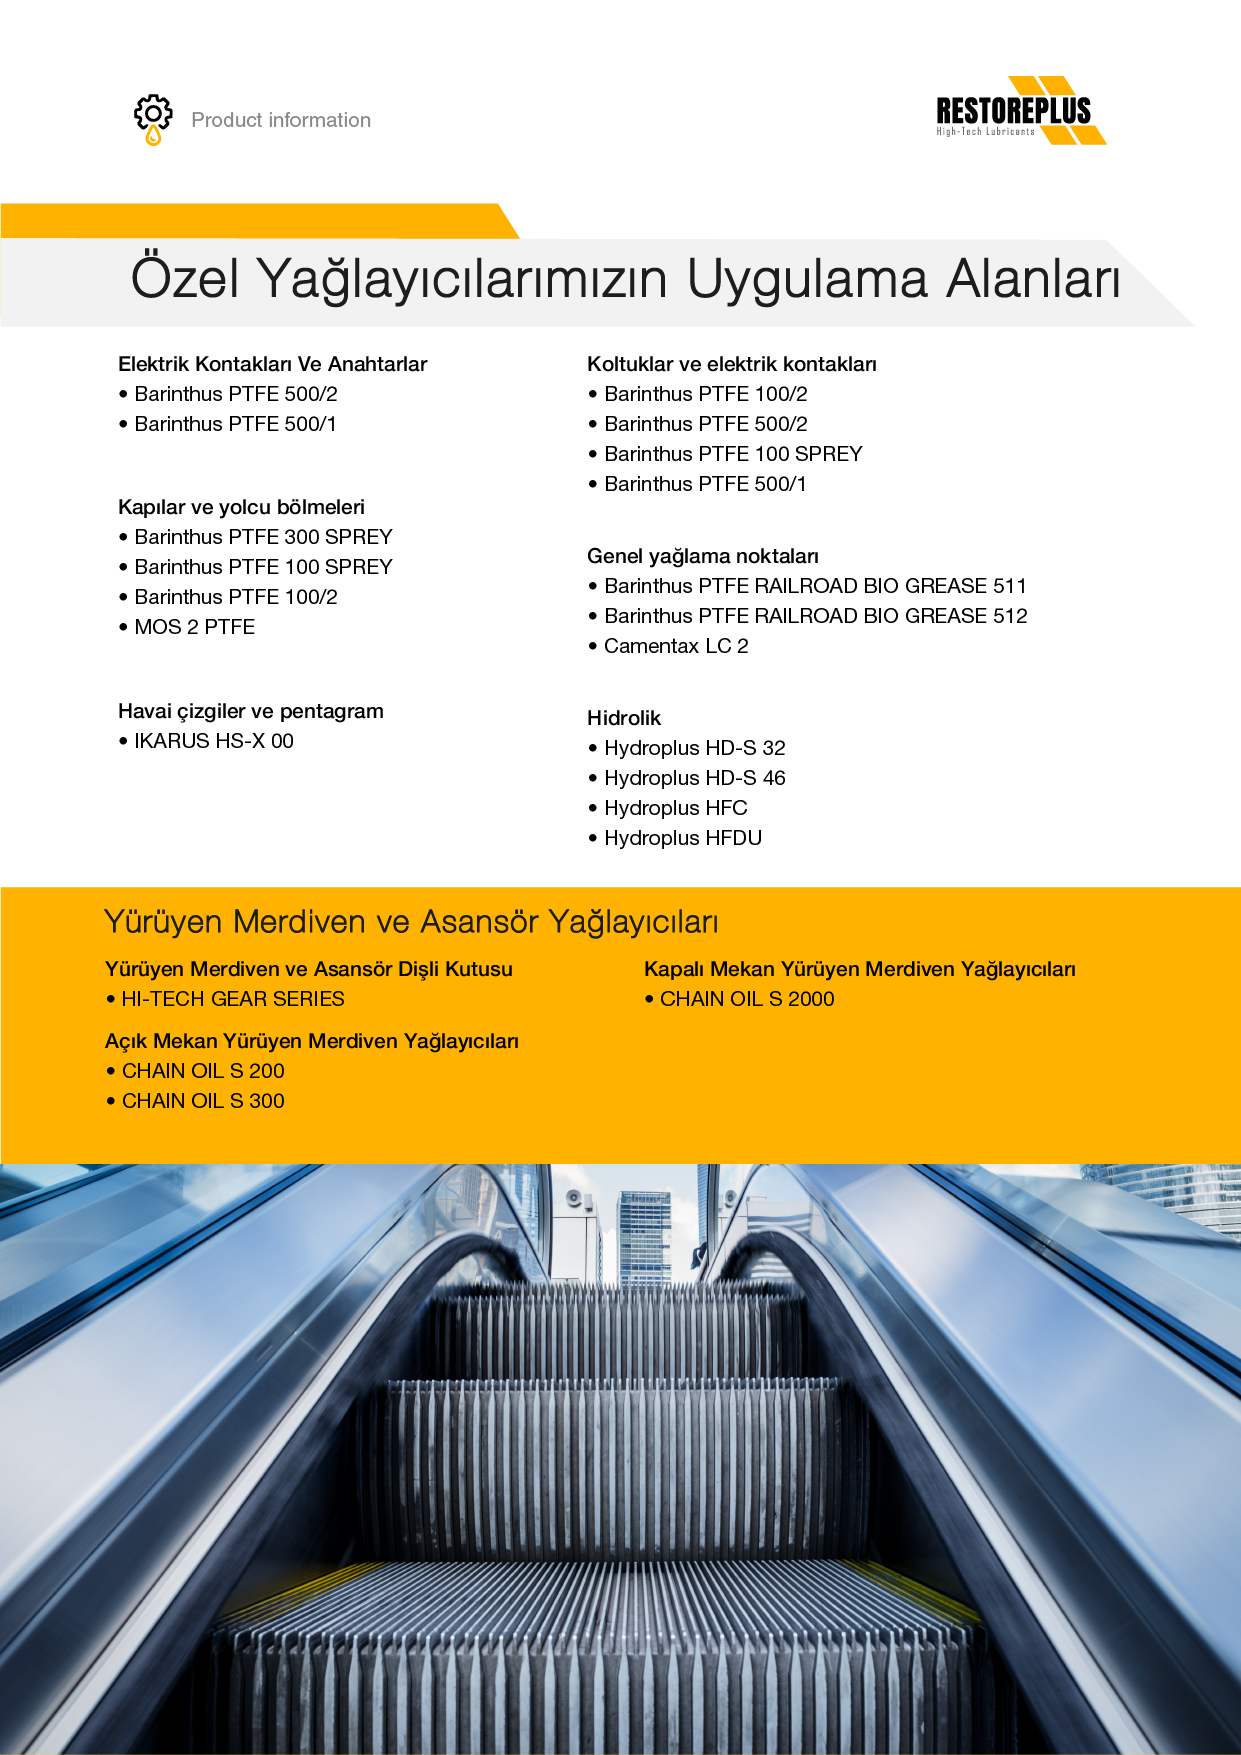 Product information
RESTOREPLUS
High-Tech Lubricants
Özel Yağlayıcılarımızın Uygulama Alanları
Elektrik Kontakları Ve Anahtarlar
• Barinthus PTFE 500/2
• Barinthus PTFE 500/1
Kapılar ve yolcu bölmeleri
• Barinthus PTFE 300 SPREY
• Barinthus PTFE 100 SPREY
• Barinthus PTFE 100/2
• MOS 2 PTFE
Havai çizgiler ve pentagram
• IKARUS HS-X 00
Koltuklar ve elektrik kontakları
• Barinthus PTFE 100/2
• Barinthus PTFE 500/2
• Barinthus PTFE 100 SPREY
• Barinthus PTFE 500/1
Genel yağlama noktaları
• Barinthus PTFE RAILROAD BIO GREASE 511
• Barinthus PTFE RAILROAD BIO GREASE 512
• Camentax LC 2
Hidrolik
• Hydroplus HD-S 32
• Hydroplus HD-S 46
• Hydroplus HFC
• Hydroplus HFDU
Yürüyen Merdiven ve Asansör Yağlayıcıları
Yürüyen Merdiven ve Asansör Dişli Kutusu
• HI-TECH GEAR SERIES
Açık Mekan Yürüyen Merdiven Yağlayıcıları
• CHAIN OIL S 200
• CHAIN OIL S 300
Kapalı Mekan Yürüyen Merdiven Yağlayıcıları
• CHAIN OIL S 2000